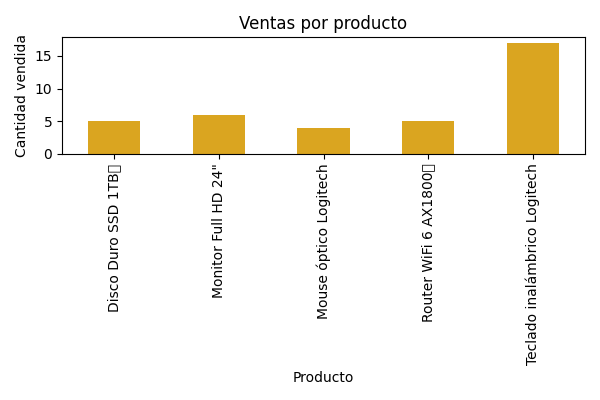 Ventas por producto
Cantidad vendida
15
10
5
0
Disco Duro SSD 1TB
Monitor Full HD 24"
Mouse óptico Logitech
Router WiFi 6 AX1800
Teclado inalámbrico Logitech
Producto